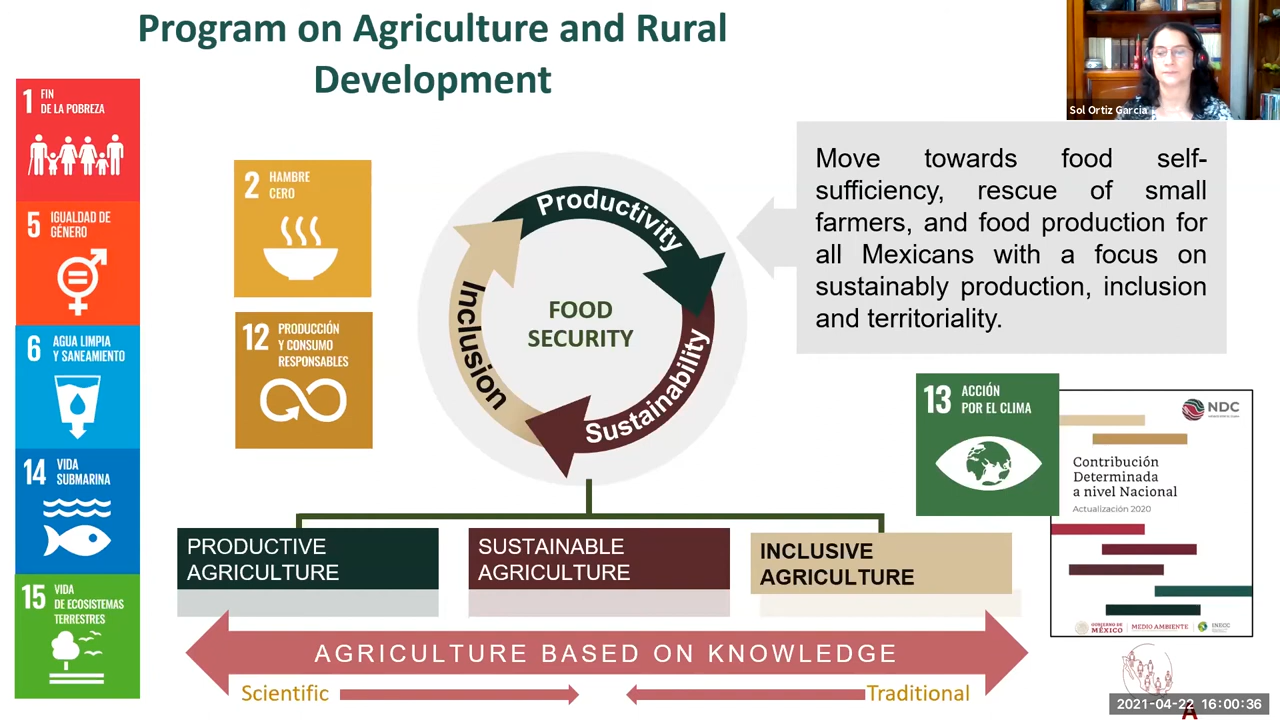 Program on Agriculture and Rural
Development
Sol Ortiz Garcia
1 FIN
DE LA POBREZA
5 IGUALDAD DE
GÉNERO
6 AGUA LIMPIA
Y SANEAMIENTO
14 VIDA
SUBMARINA
15 VIDA
DE ECOSISTEMAS
TERRESTRES
2 HAMBRE
CERO
12 PRODUCCIÓN
Y CONSUMO
RESPONSABLES
Productivity
Sustainability
Inclusion
FOOD
SECURITY
Move towards food self-
sufficiency, rescue of small
farmers, and food production for
all Mexicans with a focus on
sustainably production, inclusion
and territoriality.
13 ACCIÓN
POR EL CLIMA
NDC
Contribución
Determinada
a nivel Nacional
Actualización 2020
GOBIERNO DE
MÉXICO
MEDIO AMBIENTE
INECC
PRODUCTIVE
AGRICULTURE
SUSTAINABLE
AGRICULTURE
INCLUSIVE
AGRICULTURE
AGRICULTURE BASED ON KNOWLEDGE
Scientific
Traditional
2021-04-22 16:00:36
A